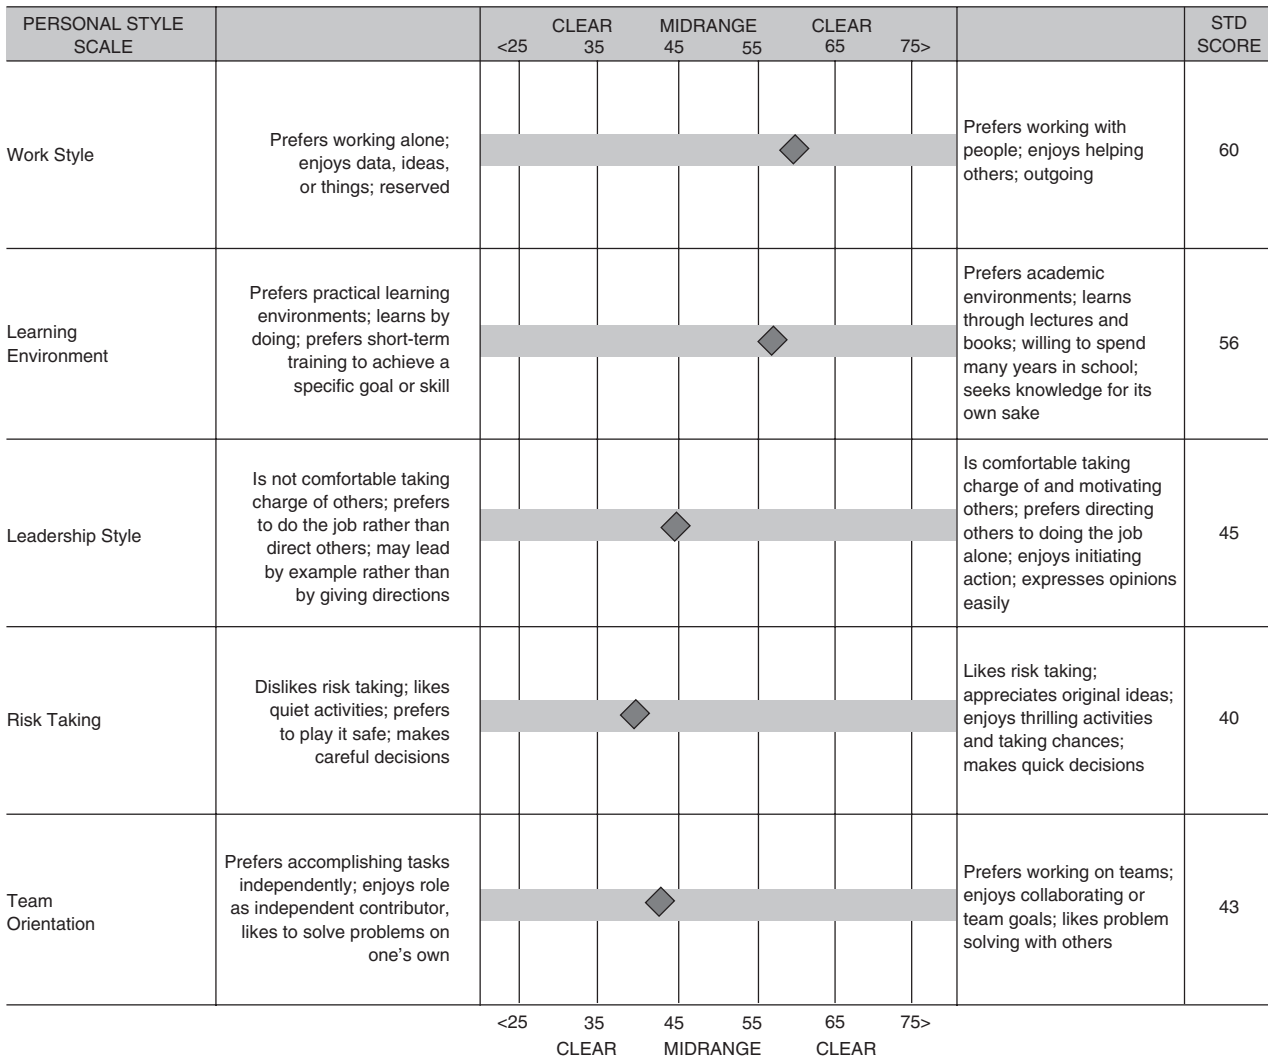 PERSONAL STYLE
SCALE
CLEAR MIDRANGE CLEAR
<25 35 45 55 65 75>
STD
SCORE
Work Style
Prefers working alone;
enjoys data, ideas,
or things; reserved
Prefers working with
people; enjoys helping
others; outgoing
60
Learning
Environment
Prefers practical learning
environments; learns by
doing; prefers short-term
training to achieve a
specific goal or skill
Prefers academic
environments; learns
through lectures and
books; willing to spend
many years in school;
seeks knowledge for its
own sake
56
Leadership Style
Is not comfortable taking
charge of others; prefers
to do the job rather than
direct others; may lead
by example rather than
by giving directions
Is comfortable taking
charge of and motivating
others; prefers directing
others to doing the job
alone; enjoys initiating
action; expresses opinions
easily
45
Risk Taking
Dislikes risk taking; likes
quiet activities; prefers
to play it safe; makes
careful decisions
Likes risk taking;
appreciates original ideas;
enjoys thrilling activities
and taking chances;
makes quick decisions
40
Team
Orientation
Prefers accomplishing tasks
independently; enjoys role
as independent contributor,
likes to solve problems on
one’s own
Prefers working on teams;
enjoys collaborating or
team goals; likes problem
solving with others
43
<25 35 45 55 65 75>
CLEAR MIDRANGE CLEAR